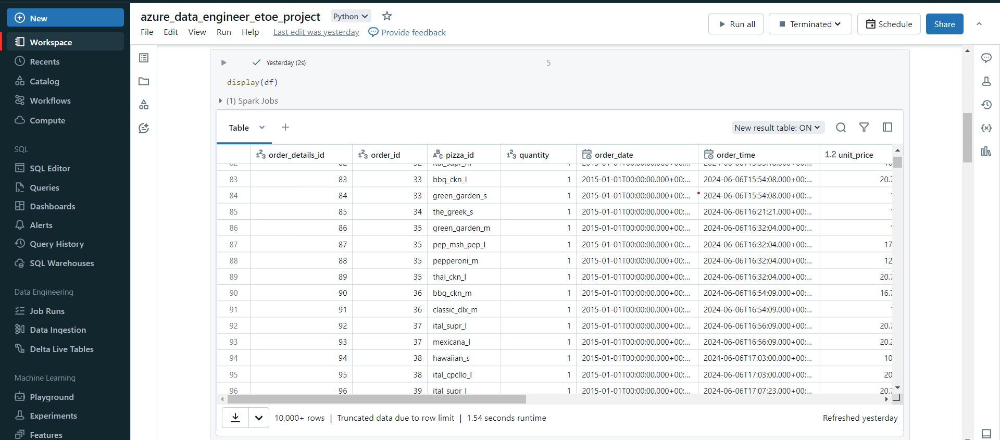 New
Workspace
Recents
Catalog
Workflows
Compute
SQL
SQL Editor
Queries
Dashboards
Alerts
Query History
SQL Warehouses
Data Engineering
Job Runs
Data Ingestion
Delta Live Tables
Machine Learning
Playground
Experiments
Features
azure_data_engineer_etoe_project Python
File Edit View Run Help Last edit was yesterday Provide feedback
Run all Terminated Schedule Share
Yesterday (2s) 5
display(df)
(1) Spark Jobs
Table + New result table: ON
order_details_id order_id pizza_id quantity order_date order_time 1.2 unit_price
83 83 33 bbq_ckn_l 1 2015-01-01T00:00:00.000+00:... 2024-06-06T15:54:08.000+00:... 20.7
84 84 33 green_garden_s 1 2015-01-01T00:00:00.000+00:... 2024-06-06T15:54:08.000+00:...
85 85 34 the_greek_s 1 2015-01-01T00:00:00.000+00:... 2024-06-06T16:21:21.000+00:...
86 86 35 green_garden_m 1 2015-01-01T00:00:00.000+00:... 2024-06-06T16:32:04.000+00:...
87 87 35 pep_msh_pep_l 1 2015-01-01T00:00:00.000+00:... 2024-06-06T16:32:04.000+00:... 17
88 88 35 pepperoni_m 1 2015-01-01T00:00:00.000+00:... 2024-06-06T16:32:04.000+00:... 12
89 89 35 thai_ckn_l 1 2015-01-01T00:00:00.000+00:... 2024-06-06T16:32:04.000+00:... 20.7
90 90 36 bbq_ckn_m 1 2015-01-01T00:00:00.000+00:... 2024-06-06T16:54:09.000+00:... 16.7
91 91 36 classic_dlx_m 1 2015-01-01T00:00:00.000+00:... 2024-06-06T16:54:09.000+00:...
92 92 37 ital_supr_l 1 2015-01-01T00:00:00.000+00:... 2024-06-06T16:56:09.000+00:... 20.7
93 93 37 mexicana_l 1 2015-01-01T00:00:00.000+00:... 2024-06-06T16:56:09.000+00:... 20.2
94 94 38 hawaiian_s 1 2015-01-01T00:00:00.000+00:... 2024-06-06T17:03:00.000+00:... 10
95 95 38 ital_cpcllo_l 1 2015-01-01T00:00:00.000+00:... 2024-06-06T17:03:00.000+00:... 20
96 96 39 ital_supr_l 1 2015-01-01T00:00:00.000+00:... 2024-06-06T17:07:23.000+00:... 20.7
10,000+ rows | Truncated data due to row limit | 1.54 seconds runtime Refreshed yesterday